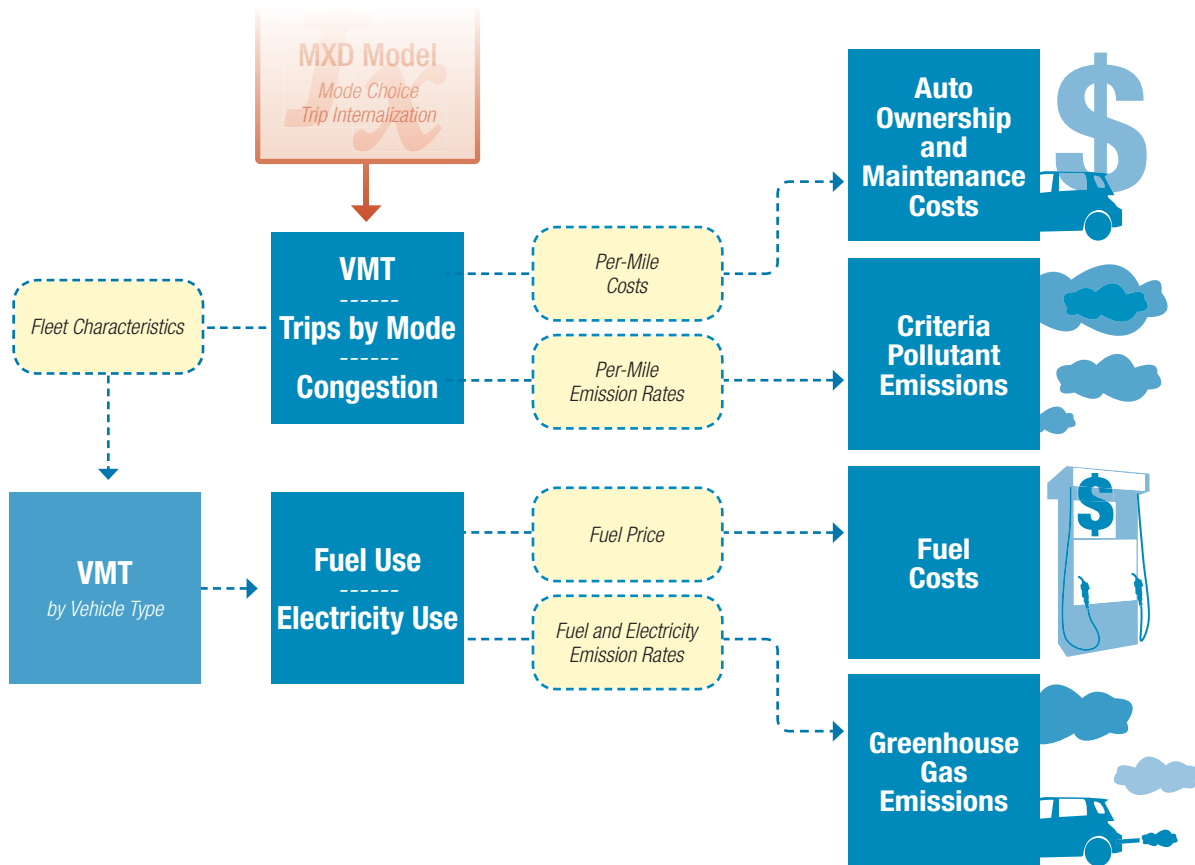 MXD Model
Mode Choice
Trip Internalization
Ix
VMT
Trips by Mode
Congestion
Fleet Characteristics
Per-Mile
Costs
Per-Mile
Emission Rates
Auto
Ownership
and
Maintenance
Costs
$
Criteria
Pollutant
Emissions
VMT
by Vehicle Type
Fuel Use
Electricity Use
Fuel Price
Fuel and Electricity
Emission Rates
Fuel
Costs
$
Greenhouse
Gas
Emissions